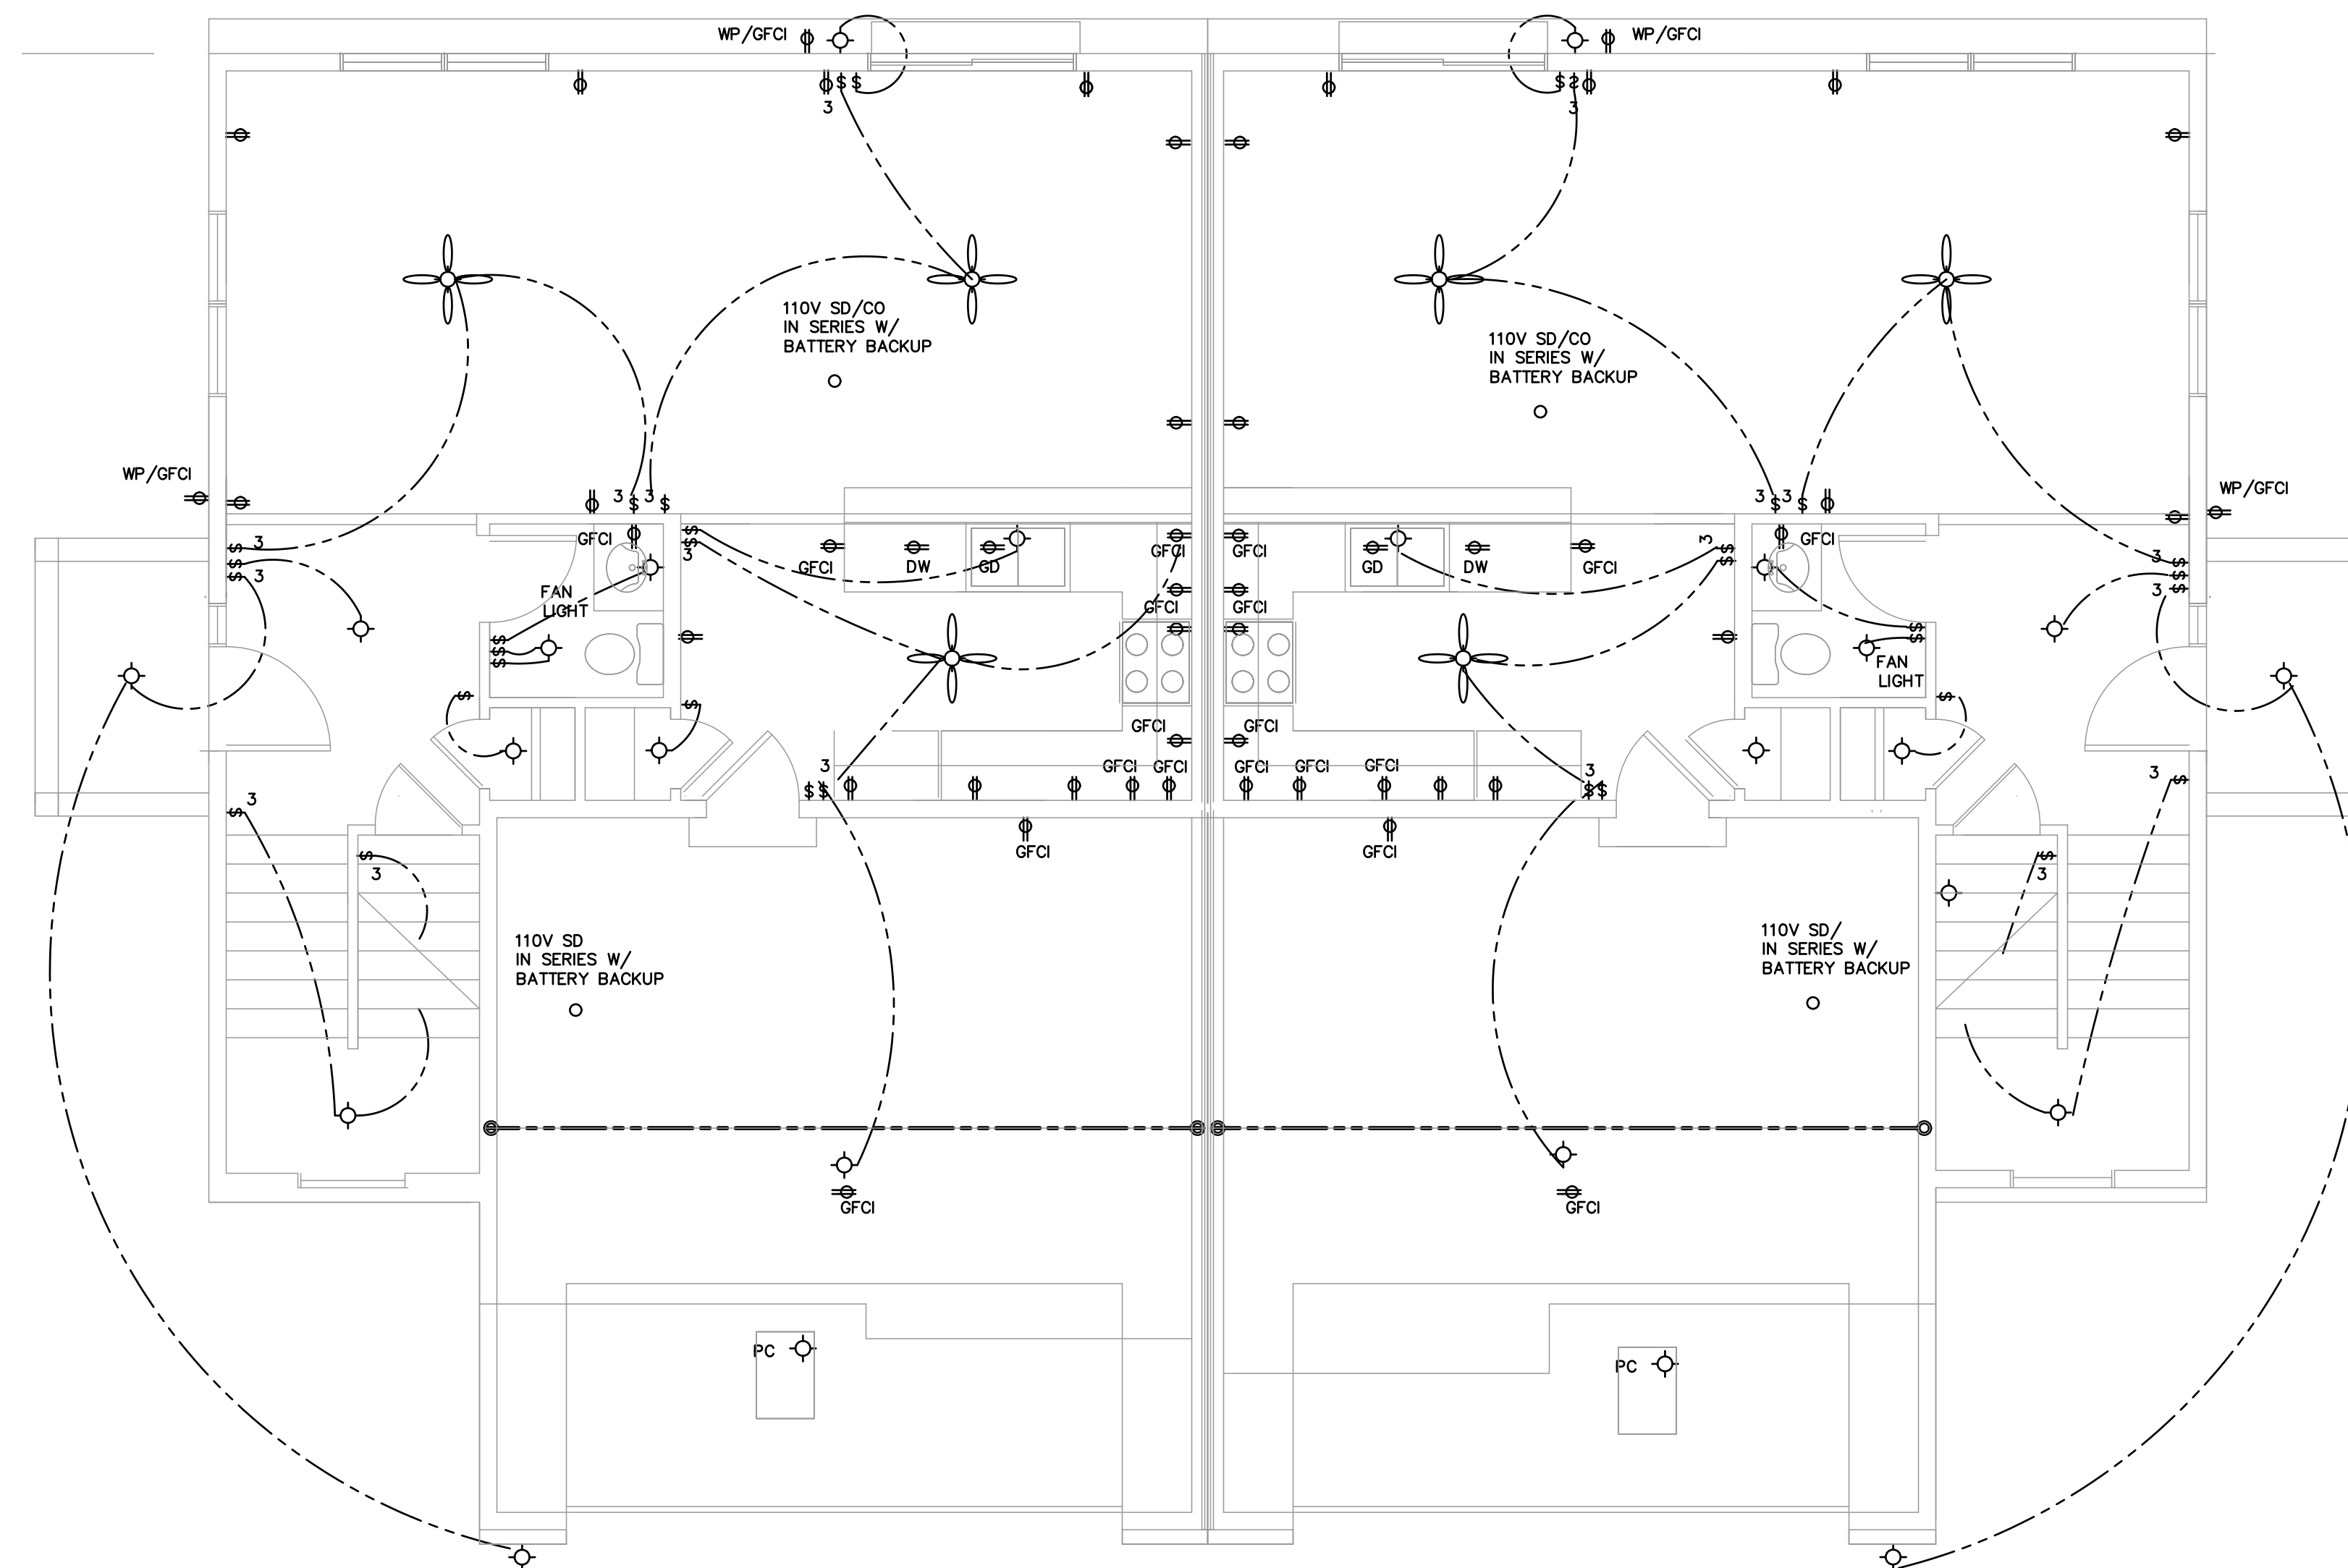 WP/GFCI
WP/GFCI
$ $
3
$ $
3
110V SD/CO
IN SERIES W/
BATTERY BACKUP
110V SD/CO
IN SERIES W/
BATTERY BACKUP
WP/GFCI
WP/GFCI
3 $ 3 $
3 $ 3 $
GFCI
GFCI
$ 3
$
$ 3
$
$ 3
GFCI
DW
GD
GFCI
GFCI
GD
DW
GFCI
3 $
$
3 $
$
3 $
FAN
LIGHT
GFCI
GFCI
$
$
$
$
$
FAN
LIGHT
$
$
$
GFCI
GFCI
3
$ $
GFCI
GFCI
GFCI
GFCI
GFCI
3
$ $
$ 3
3 $
GFCI
GFCI
$
3
$
3
110V SD
IN SERIES W/
BATTERY BACKUP
110V SD/
IN SERIES W/
BATTERY BACKUP
GFCI
GFCI
PC
PC